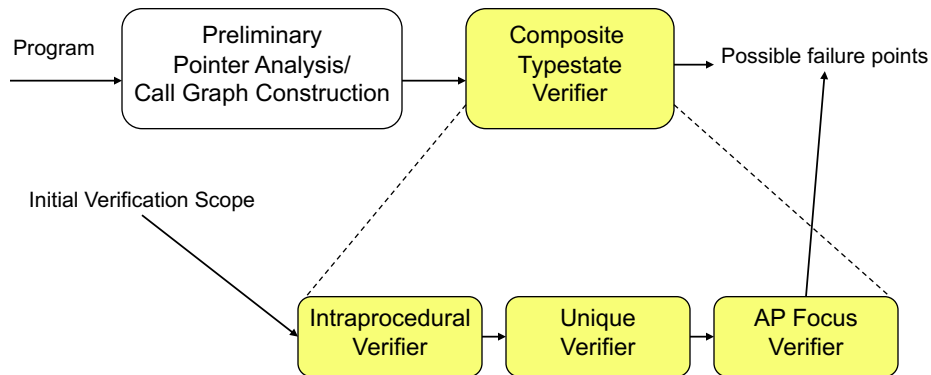 Program
Preliminary
Pointer Analysis/
Call Graph Construction
Composite
Typestate
Verifier
Possible failure points
Initial Verification Scope
Intraprocedural
Verifier
Unique
Verifier
AP Focus
Verifier